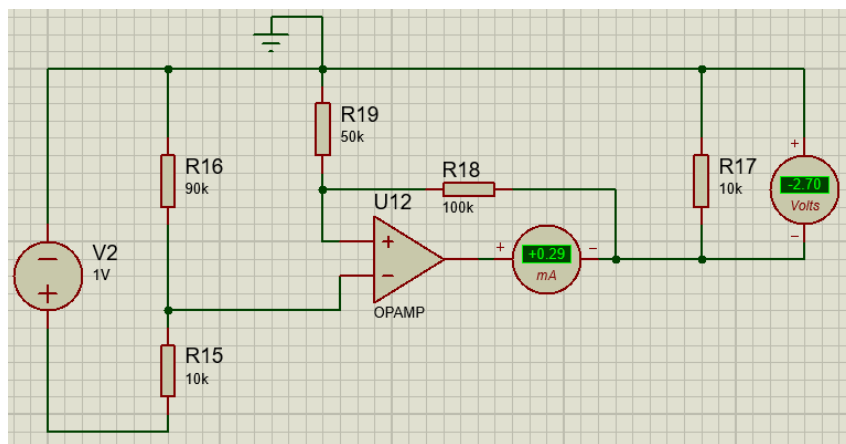 R19
50k
R16
90k
R18
100k
R17
10k
+
-2.70
Volts
−
U12
+
−
OPAMP
+
+0.29
−
mA
V2
1V
−
+
R15
10k